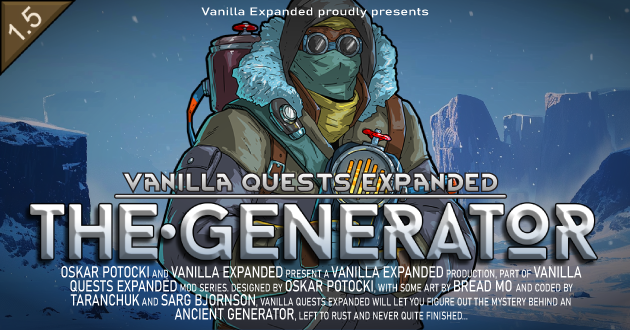 Vanilla Expanded proudly presents
1.5
VANILLA QUESTS EXPANDED
THE·GENERATOR
OSKAR POTOCKI AND VANILLA EXPANDED PRESENT A VANILLA EXPANDED PRODUCTION, PART OF VANILLA
QUESTS EXPANDED MOD SERIES. DESIGNED BY OSKAR POTOCKI, WITH SOME ART BY BREAD MO AND CODED BY
TARANCHUK AND SARG BJORNSON, VANILLA QUESTS EXPANDED WILL LET YOU FIGURE OUT THE MYSTERY BEHIND AN
ANCIENT GENERATOR, LEFT TO RUST AND NEVER QUITE FINISHED...